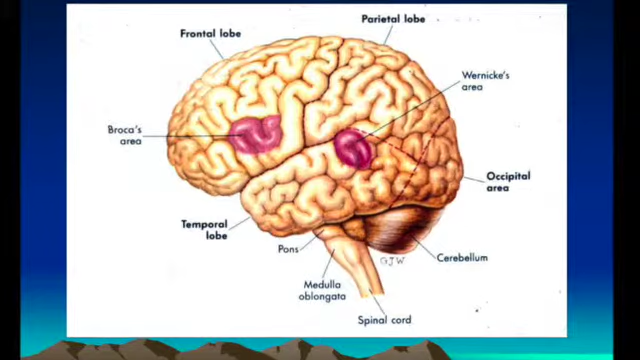 Parietal lobe
Frontal lobe
Wernicke's
area
Broca's
area
Occipital
area
Temporal
lobe
Pons
Cerebellum
GJW
Medulla
oblongata
Spinal cord